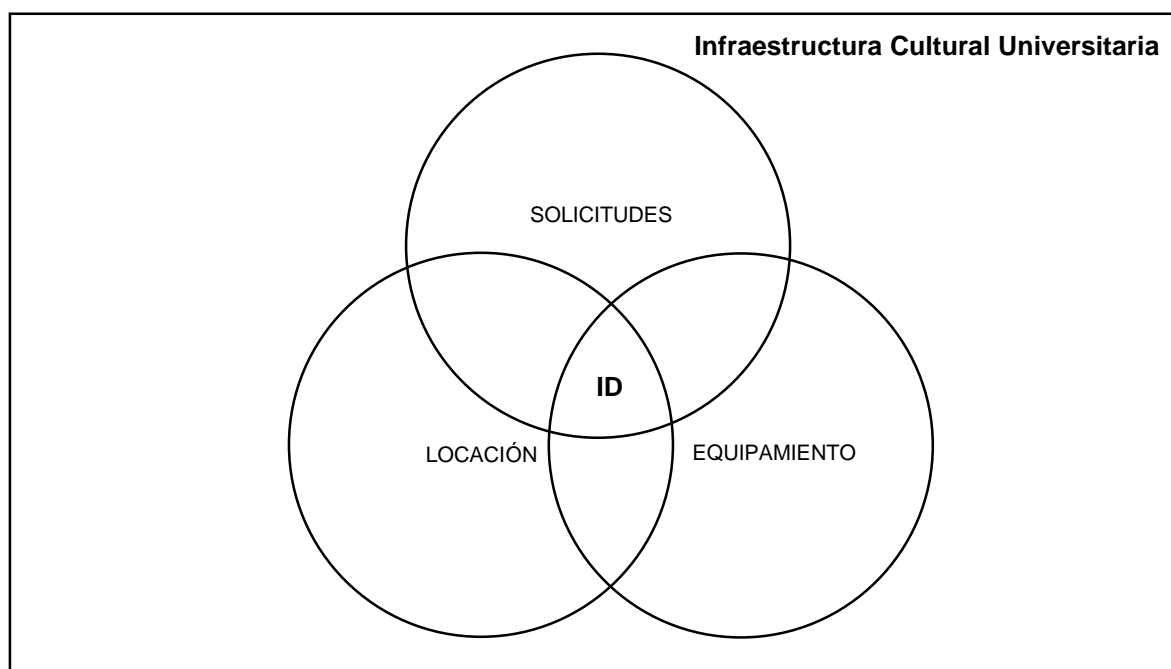 Infraestructura Cultural Universitaria
SOLICITUDES
ID
LOCACIÓN
EQUIPAMIENTO